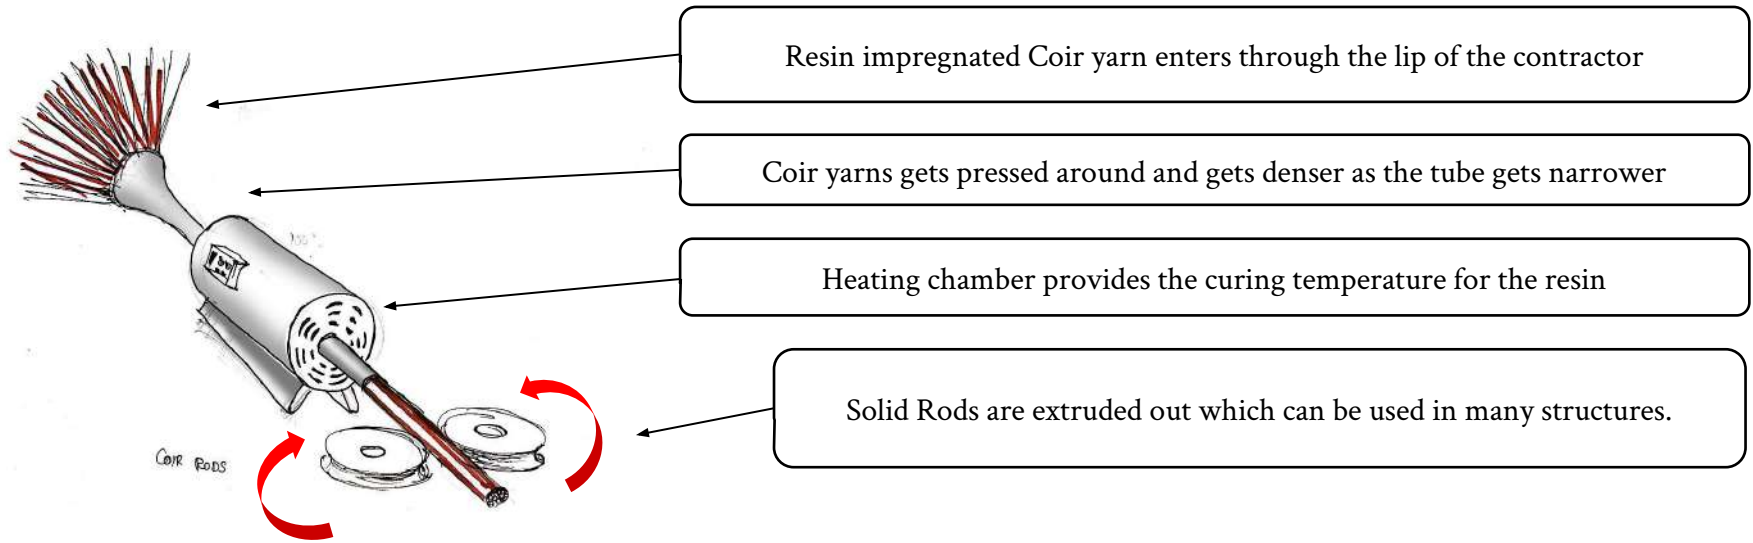 Resin impregnated Coir yarn enters through the lip of the contractor
Coir yarns gets pressed around and gets denser as the tube gets narrower
Heating chamber provides the curing temperature for the resin
Solid Rods are extruded out which can be used in many structures.
COIR RODS